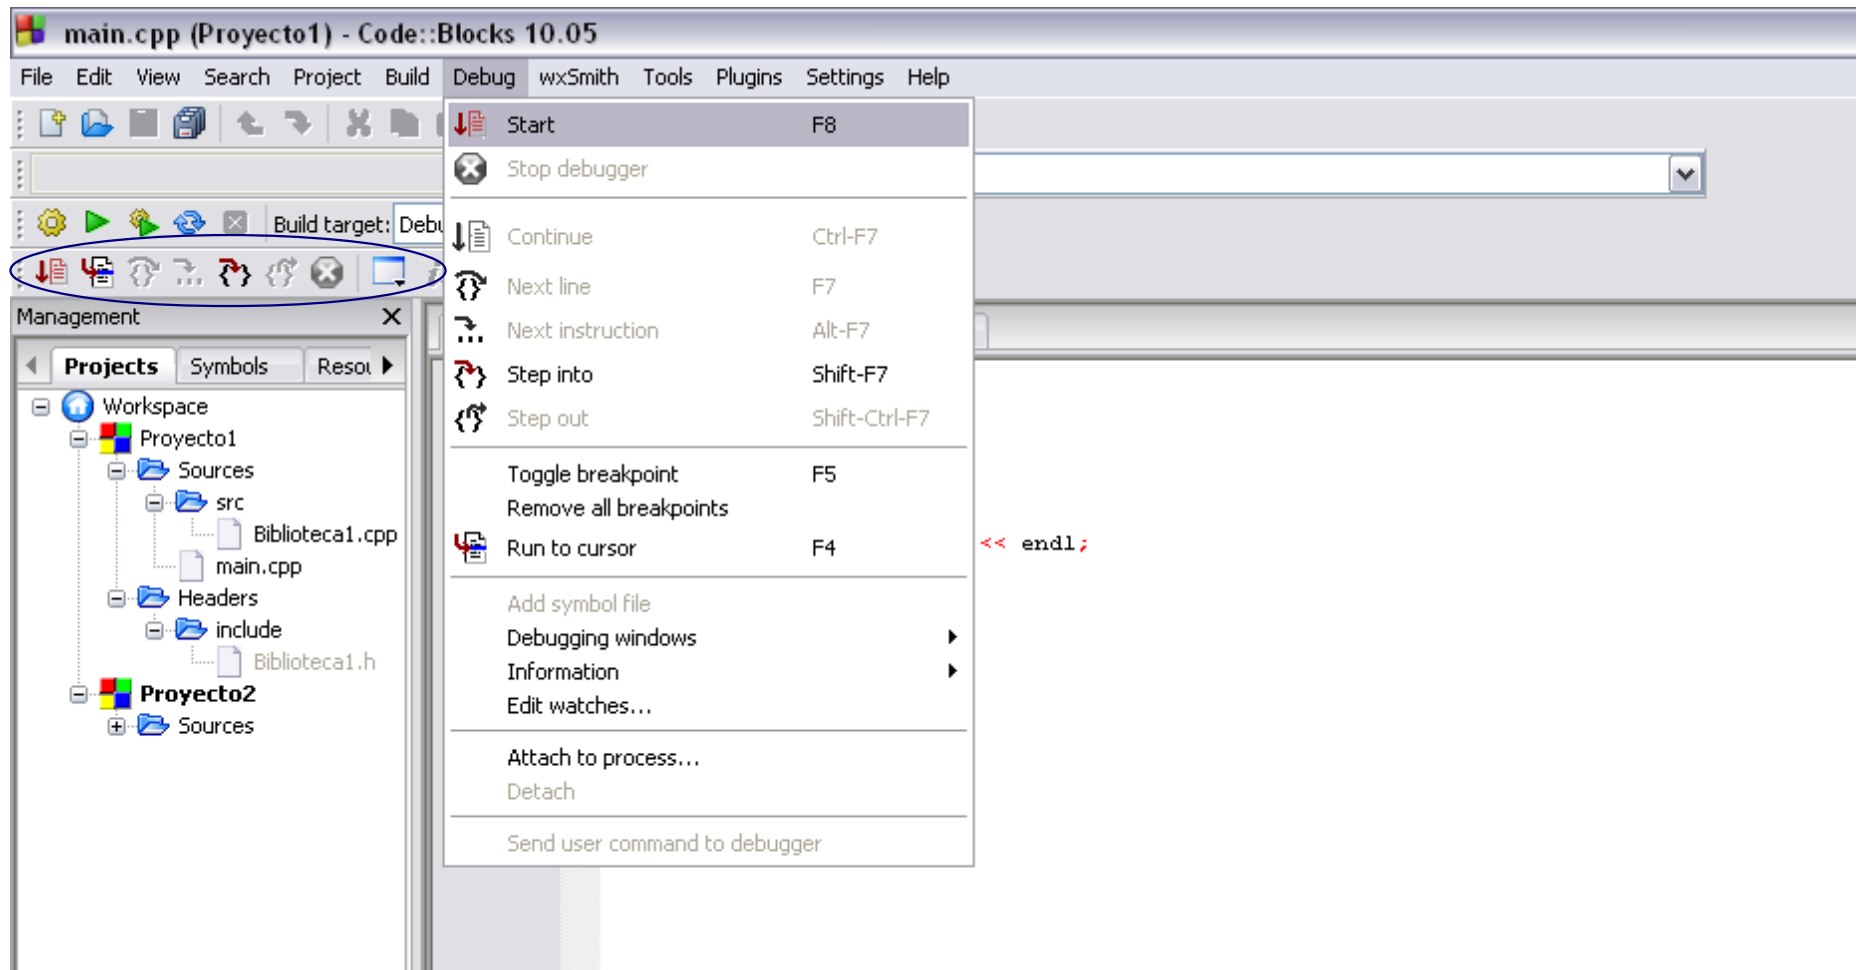 main.cpp (Proyecto1) - Code::Blocks 10.05
File Edit View Search Project Build Debug wxSmith Tools Plugins Settings Help
Start F8
Stop debugger
Build target:
Continue Ctrl-F7
Next line F7
Next instruction Alt-F7
Step into Shift-F7
Step out Shift-Ctrl-F7
Toggle breakpoint F5
Remove all breakpoints
Run to cursor F4
Add symbol file
Debugging windows
Information
Edit watches...
Attach to process...
Detach
Send user command to debugger
Management
Projects Symbols
Workspace
Proyecto1
Sources
src
Biblioteca1.cpp
main.cpp
Headers
include
Biblioteca1.h
Proyecto2
Sources
<< endl;